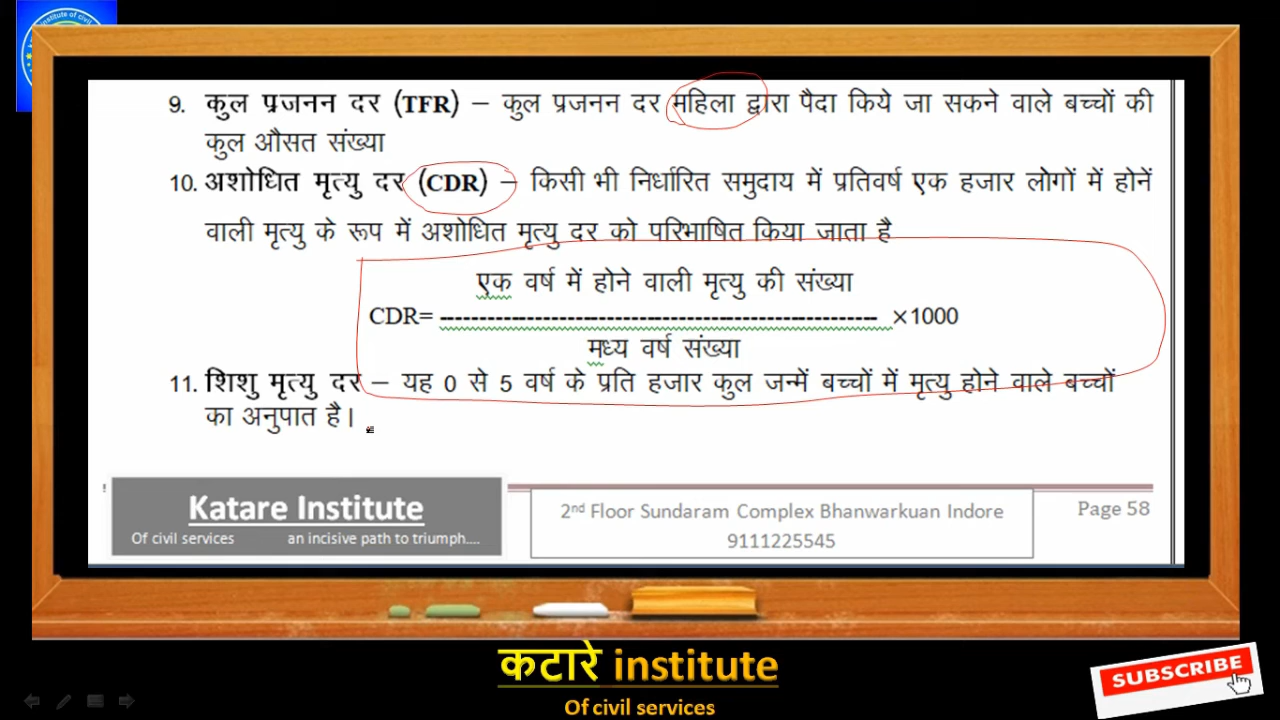 institute of civil
9. कुल प्रजनन दर (TFR) – कुल प्रजनन दर महिला द्वारा पैदा किये जा सकने वाले बच्चों की
कुल औसत संख्या
10. अशोधित मृत्यु दर (CDR) – किसी भी निर्धारित समुदाय में प्रतिवर्ष एक हजार लोगों में होनें
वाली मृत्यु के रूप में अशोधित मृत्यु दर को परिभाषित किया जाता है
एक वर्ष में होने वाली मृत्यु की संख्या
CDR= -------------------------------------------------------- ×1000
मध्य वर्ष संख्या
11. शिशु मृत्यु दर – यह 0 से 5 वर्ष के प्रति हजार कुल जन्में बच्चों में मृत्यु होने वाले बच्चों
का अनुपात है।
Katare Institute
Of civil services an incisive path to triumph....
2nd Floor Sundaram Complex Bhanwarkuan Indore
9111225545
Page 58
कटारे institute
Of civil services
SUBSCRIBE